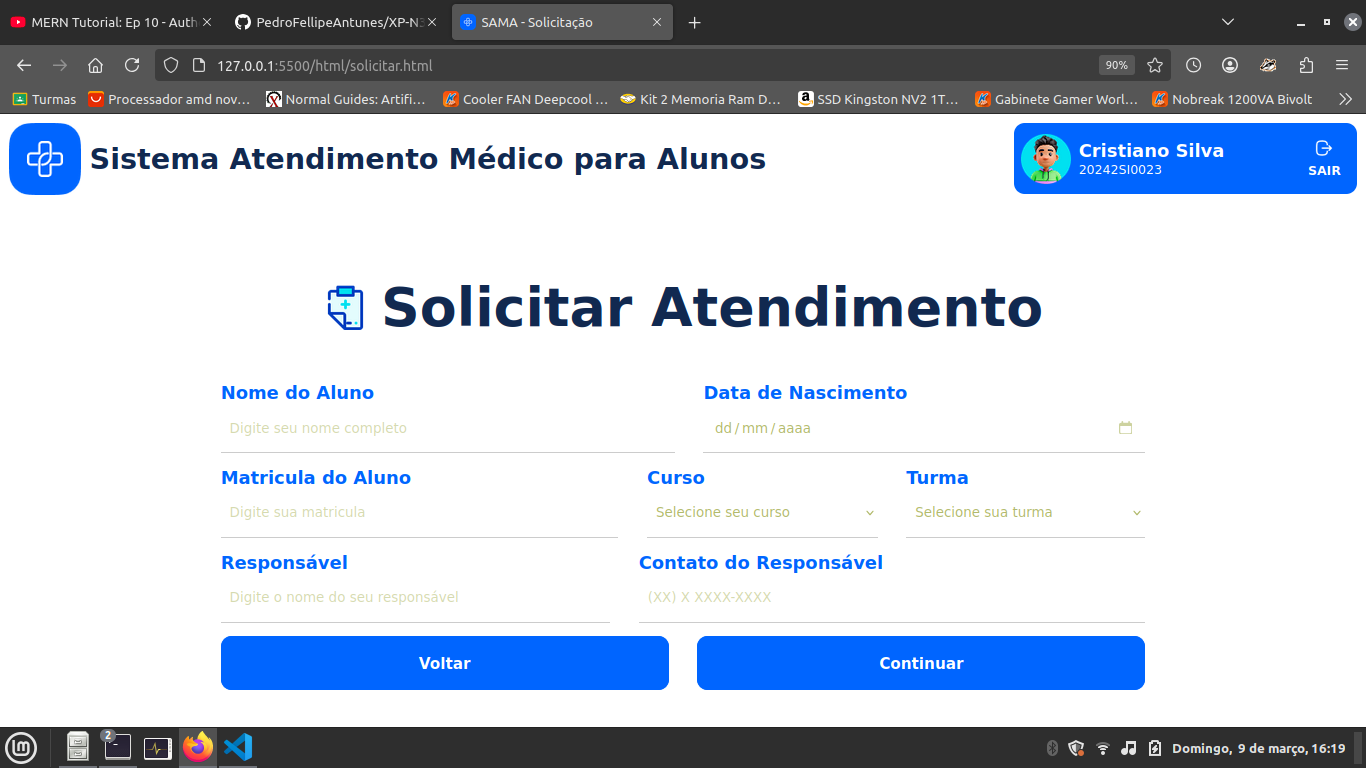 MERN Tutorial: Ep 10 - Auth
PedroFellipeAntunes/XP-N3
SAMA - Solicitação
127.0.0.1:5500/html/solicitar.html
90%
Turmas
Processador amd nov…
Normal Guides: Artifi…
Cooler FAN Deepcool …
Kit 2 Memoria Ram D…
SSD Kingston NV2 1T…
Gabinete Gamer Worl…
Nobreak 1200VA Bivolt
Sistema Atendimento Médico para Alunos
Cristiano Silva
20242SI0023
SAIR
Solicitar Atendimento
Nome do Aluno
Data de Nascimento
Digite seu nome completo
dd/mm/aaaa
Matricula do Aluno
Curso
Turma
Digite sua matricula
Selecione seu curso
Selecione sua turma
Responsável
Contato do Responsável
Digite o nome do seu responsável
(XX) X XXXX-XXXX
Voltar
Continuar
2
Domingo, 9 de março, 16:19